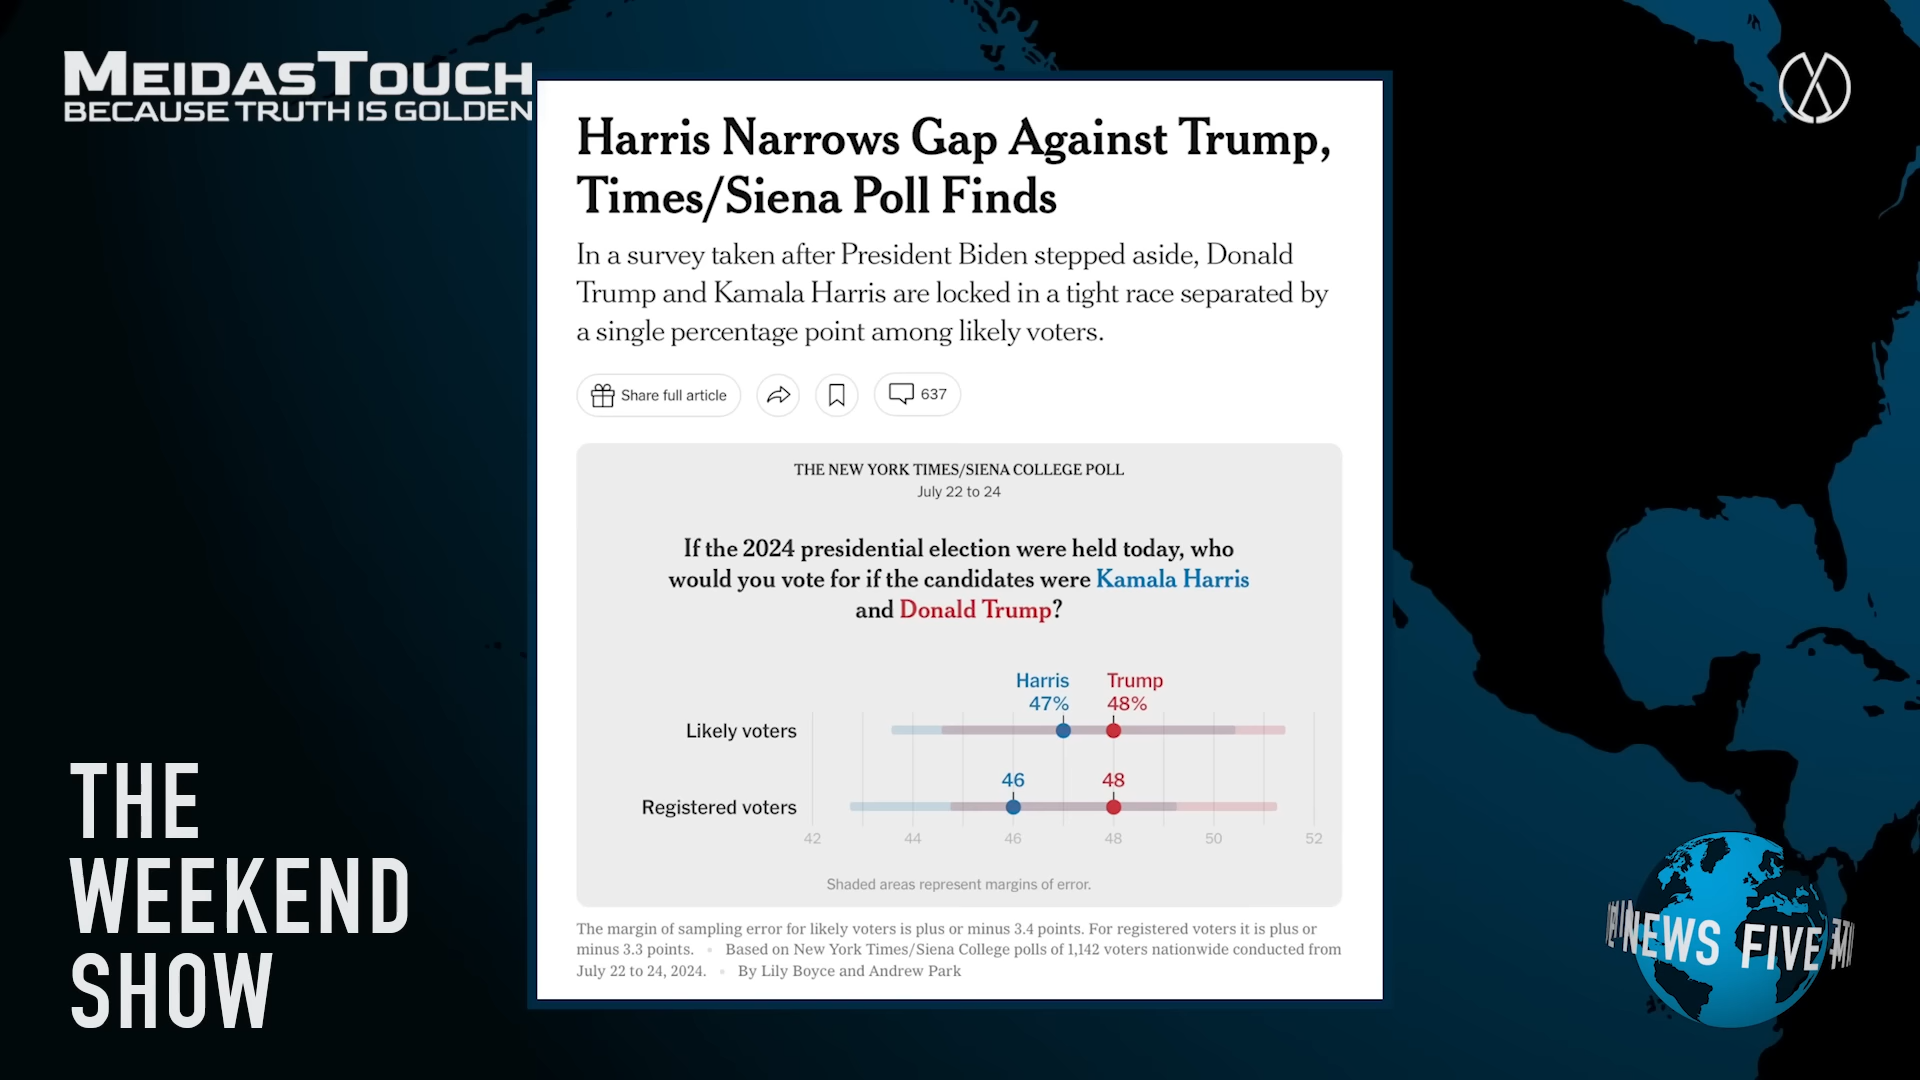 MEIDASTOUCH
BECAUSE TRUTH IS GOLDEN
Harris Narrows Gap Against Trump,
Times/Siena Poll Finds
In a survey taken after President Biden stepped aside, Donald
Trump and Kamala Harris are locked in a tight race separated by
a single percentage point among likely voters.
Share full article
637
THE NEW YORK TIMES/SIENA COLLEGE POLL
July 22 to 24
If the 2024 presidential election were held today, who
would you vote for if the candidates were Kamala Harris
and Donald Trump?
Harris Trump
47% 48%
Likely voters
46 48
Registered voters
42 44 46 48 50 52
Shaded areas represent margins of error.
The margin of sampling error for likely voters is plus or minus 3.4 points. For registered voters it is plus or
minus 3.3 points. • Based on New York Times/Siena College polls of 1,142 voters nationwide conducted from
July 22 to 24, 2024. • By Lily Boyce and Andrew Park
THE
WEEKEND
SHOW
NEWS FIVE